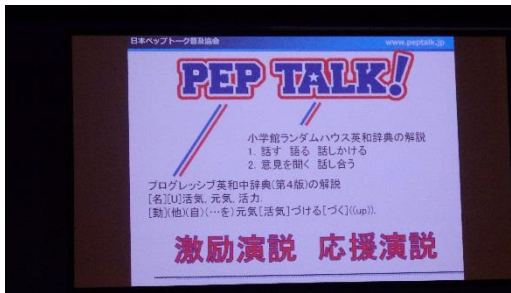 日本ペップトーク普及協会
www.peptalk.jp
PEP TALK!
小学館ランダムハウス英和辞典の解説
1. 話す 語る 話しかける
2. 意見を聞く 話し合う
プログレッシブ英和中辞典(第4版)の解説
[名][U]活気, 元気, 活力.
[動](他)(自)(…を)元気[活気]づける[づく]((up)).
激励演説 応援演説